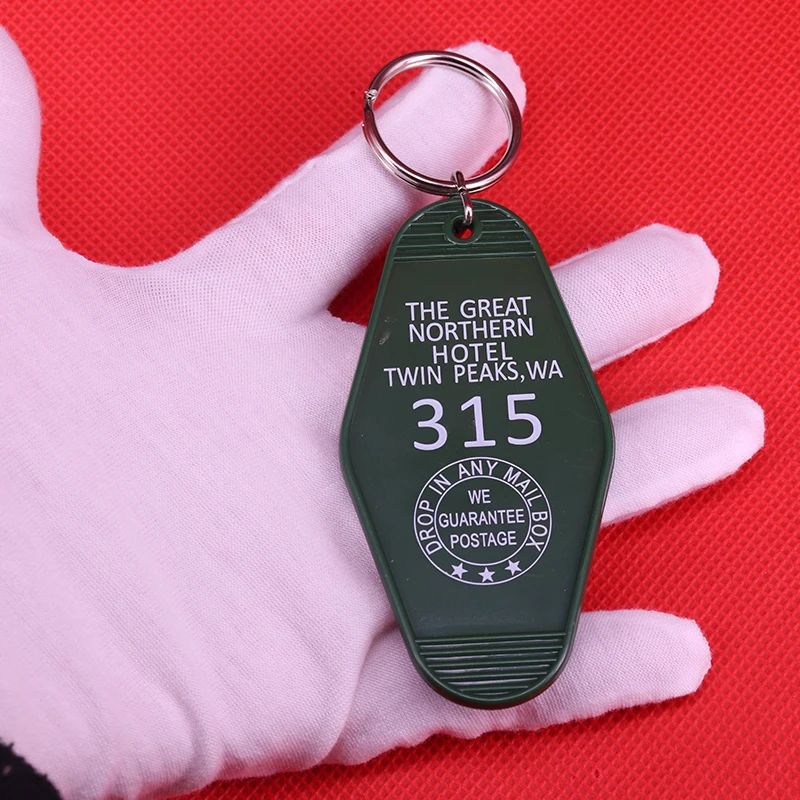 THE GREAT
NORTHERN
HOTEL
TWIN PEAKS,WA
315
DROP IN ANY MAIL BOX
WE
GUARANTEE
POSTAGE